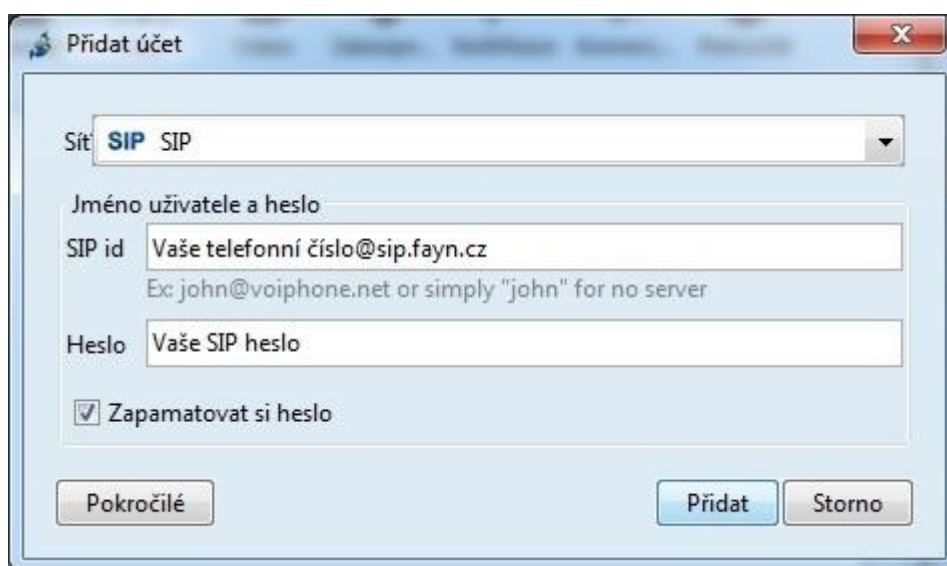 Přidat účet
Síť SIP SIP
Jméno uživatele a heslo
SIP id Vaše telefonní číslo@sip.fayn.cz
Ex: john@voiphone.net or simply "john" for no server
Heslo Vaše SIP heslo
Zapamatovat si heslo
Pokročilé Přidat Storno